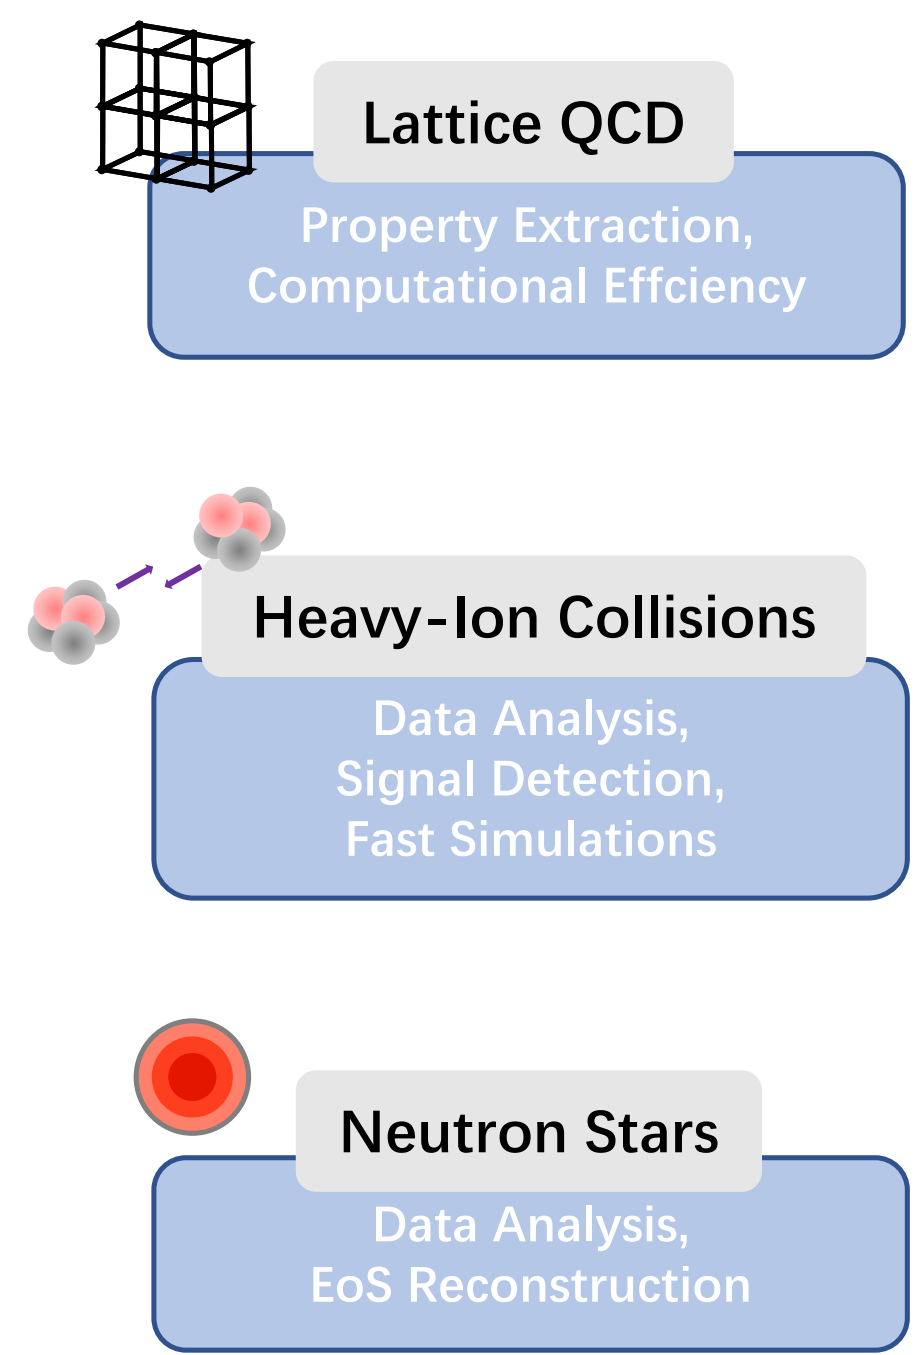 Lattice QCD
Property Extraction,
Computational Effciency
Heavy-Ion Collisions
Data Analysis,
Signal Detection,
Fast Simulations
Neutron Stars
Data Analysis,
EoS Reconstruction